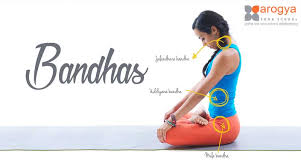 arogya
YOGA SCHOOL
Bandhas
Jalandhara bandha
Uddiyana bandha
Mula bandha